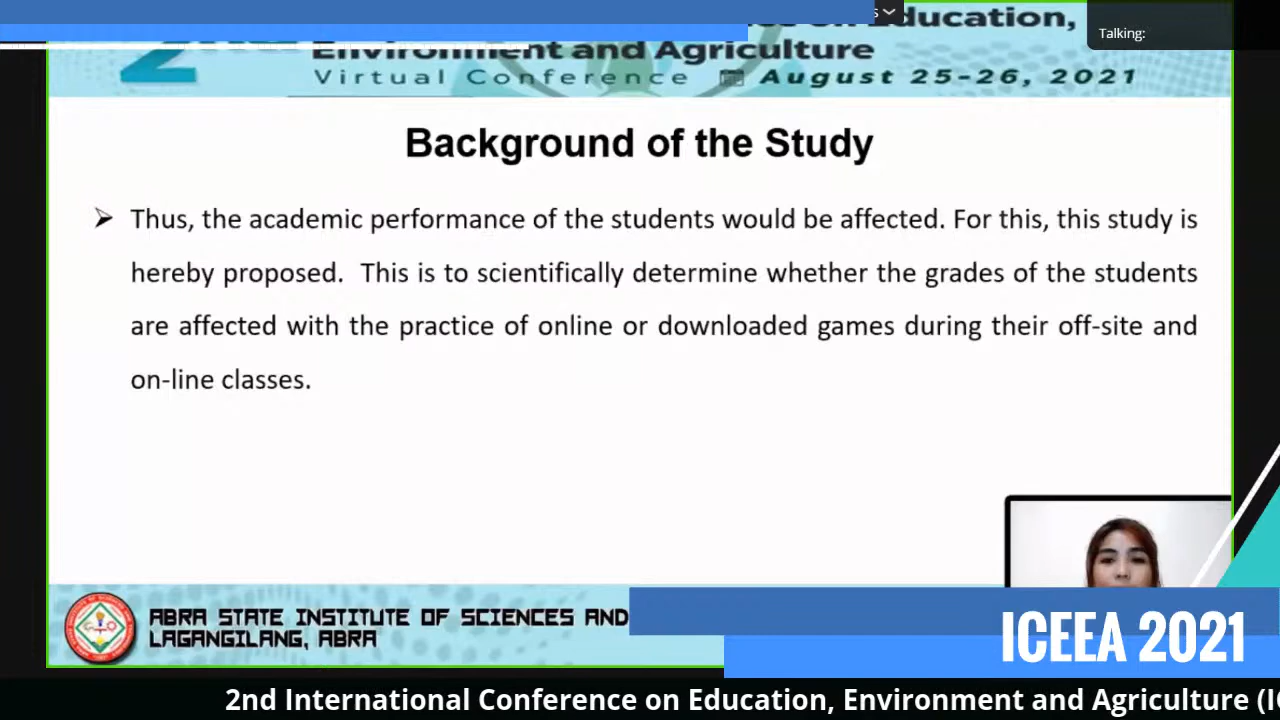 Education,
Talking:
Environment and Agriculture
Virtual Conference August 25-26, 2021
Background of the Study
Thus, the academic performance of the students would be affected. For this, this study is
hereby proposed. This is to scientifically determine whether the grades of the students
are affected with the practice of online or downloaded games during their off-site and
on-line classes.
ABRA STATE INSTITUTE OF SCIENCES AND
LAGANGILANG, ABRA
ICEEA 2021
2nd International Conference on Education, Environment and Agriculture